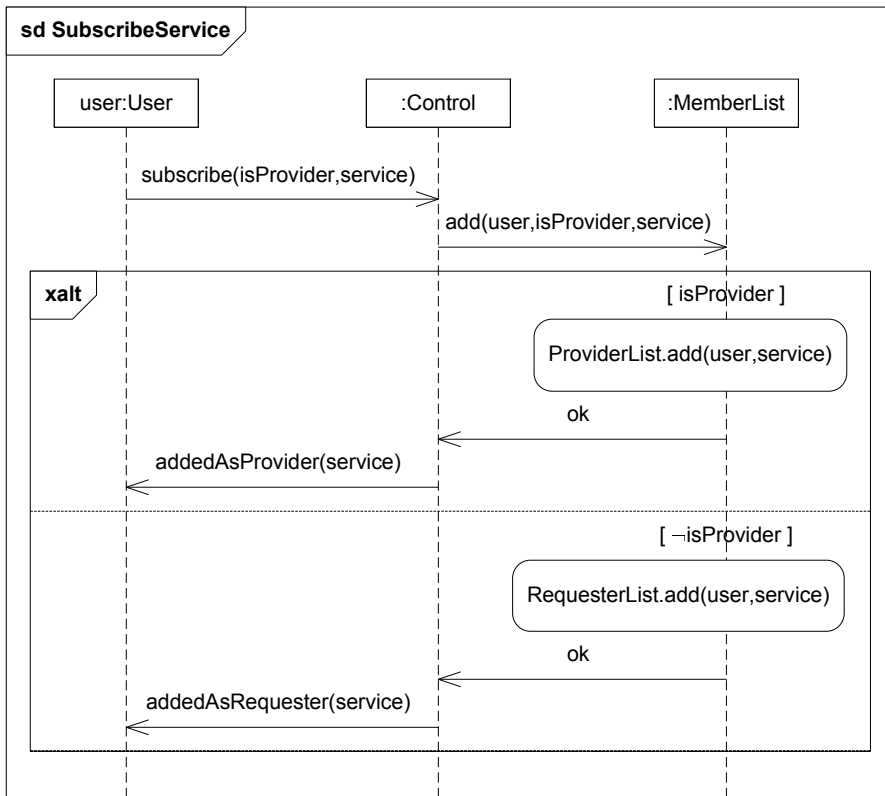 sd SubscribeService
user:User
:Control
:MemberList
subscribe(isProvider,service)
add(user,isProvider,service)
xalt
[ isProvider ]
ProviderList.add(user,service)
ok
addedAsProvider(service)
[ ¬isProvider ]
RequesterList.add(user,service)
ok
addedAsRequester(service)